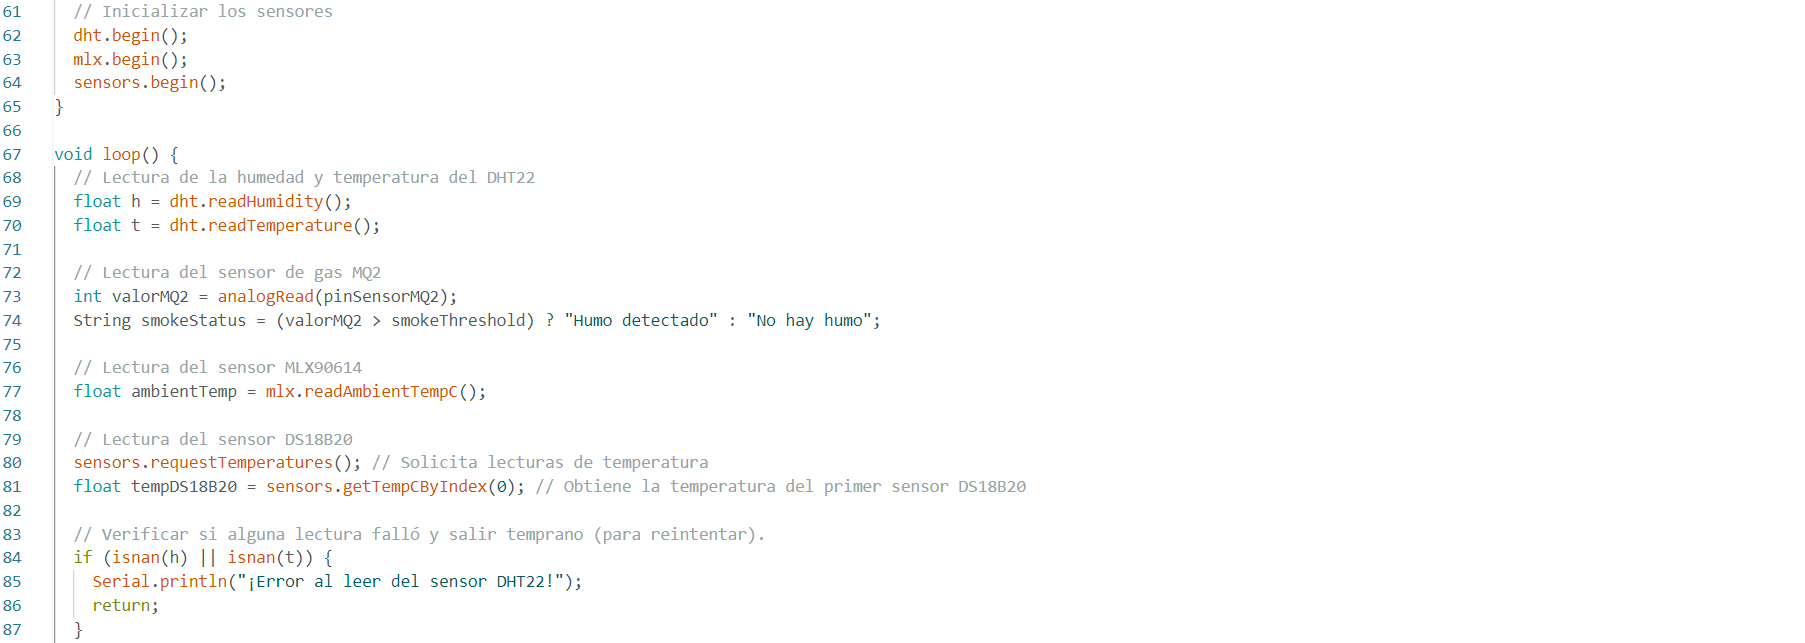 61 // Inicializar los sensores
62 dht.begin();
63 mlx.begin();
64 sensors.begin();
65 }
66
67 void loop() {
68 // Lectura de la humedad y temperatura del DHT22
69 float h = dht.readHumidity();
70 float t = dht.readTemperature();
71
72 // Lectura del sensor de gas MQ2
73 int valorMQ2 = analogRead(pinSensorMQ2);
74 String smokeStatus = (valorMQ2 > smokeThreshold) ? "Humo detectado" : "No hay humo";
75
76 // Lectura del sensor MLX90614
77 float ambientTemp = mlx.readAmbientTempC();
78
79 // Lectura del sensor DS18B20
80 sensors.requestTemperatures(); // Solicita lecturas de temperatura
81 float tempDS18B20 = sensors.getTempCByIndex(0); // Obtiene la temperatura del primer sensor DS18B20
82
83 // Verificar si alguna lectura falló y salir temprano (para reintentar).
84 if (isnan(h) || isnan(t)) {
85 Serial.println("¡Error al leer del sensor DHT22!");
86 return;
87 }